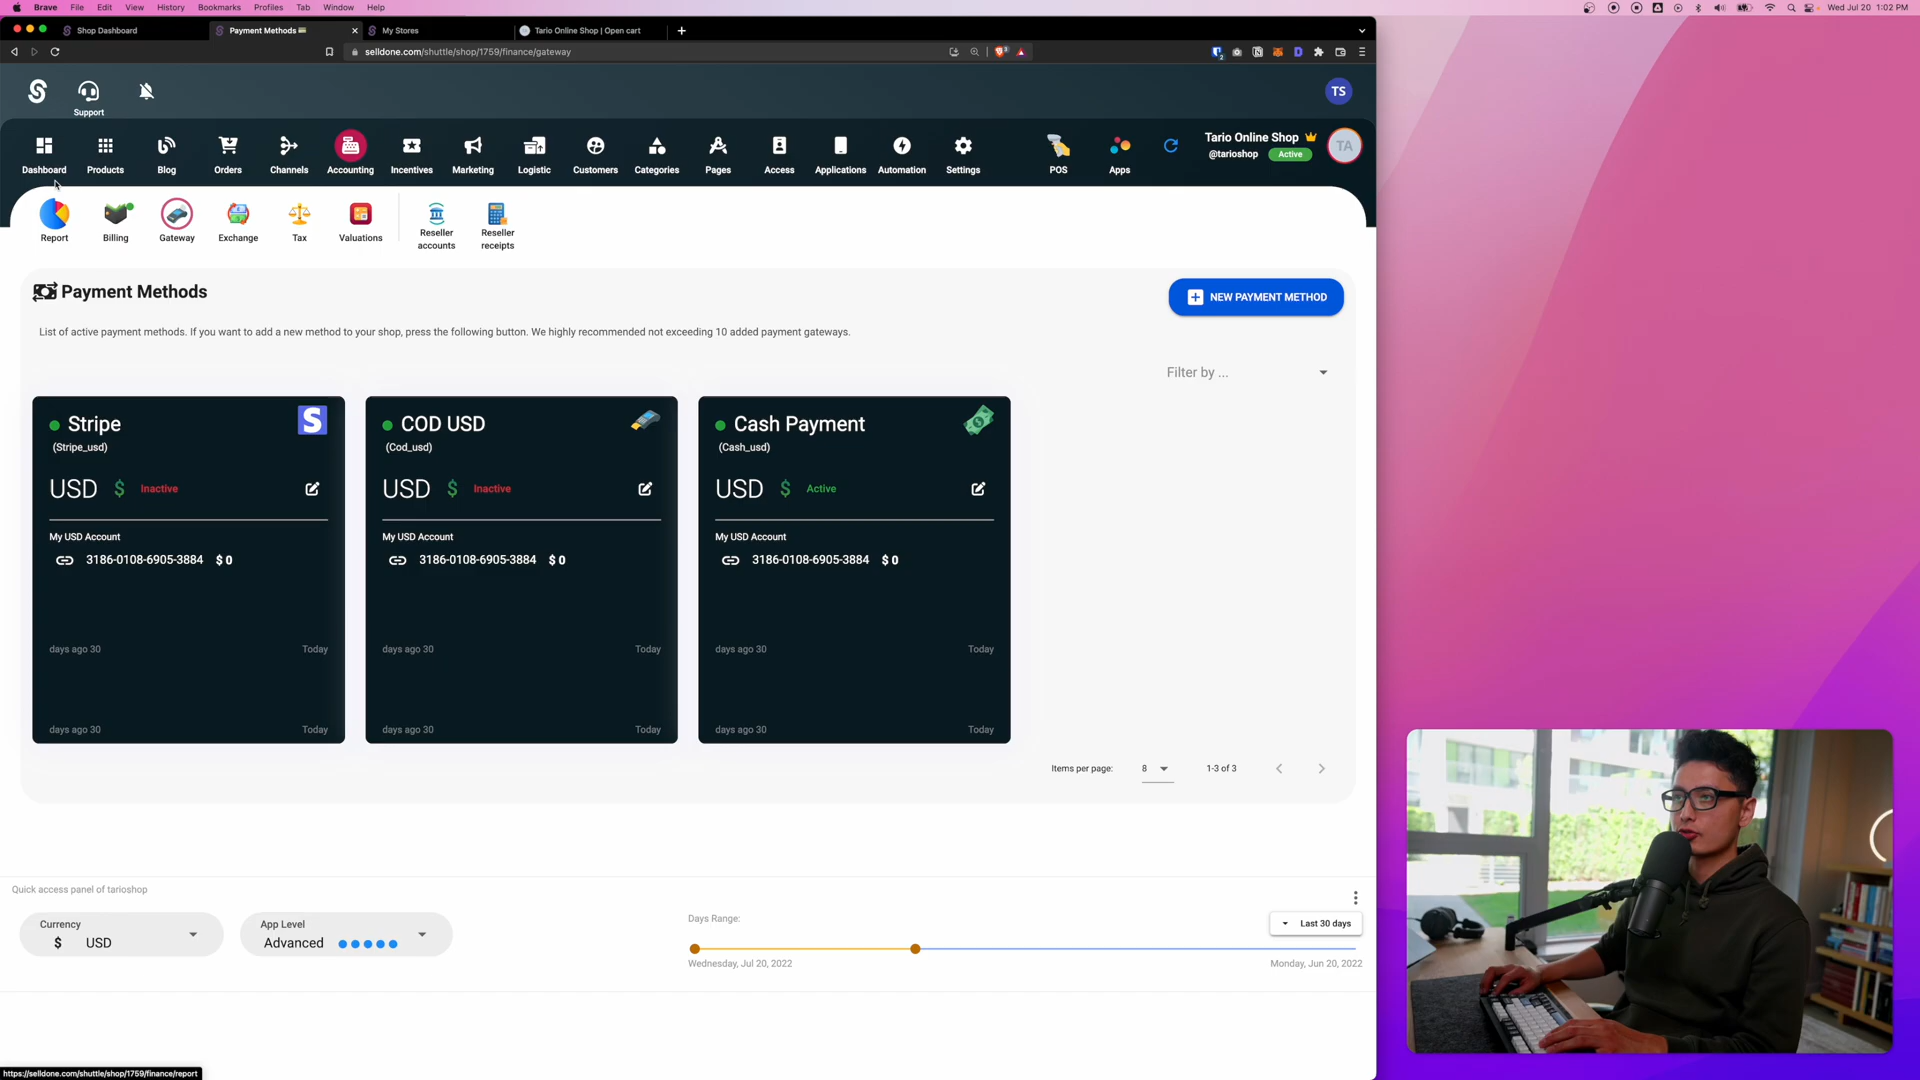 Brave File Edit View History Bookmarks Profiles Tab Window Help Wed Jul 20 1:02 PM
Shop Dashboard Payment Methods My Stores Tario Online Shop | Open cart
selldone.com/shuttle/shop/1759/finance/gateway
Support
TS
Dashboard Products Blog Orders Channels Accounting Incentives Marketing Logistic Customers Categories Pages Access Applications Automation Settings POS Apps
Tario Online Shop
@tarioshop Active
TA
Report Billing Gateway Exchange Tax Valuations Reseller accounts Reseller receipts
Payment Methods
NEW PAYMENT METHOD
List of active payment methods. If you want to add a new method to your shop, press the following button. We highly recommended not exceeding 10 added payment gateways.
Filter by ...
Stripe
(Stripe_usd)
USD $ Inactive
My USD Account
3186-0108-6905-3884 $ 0
days ago 30 Today
days ago 30 Today
COD USD
(Cod_usd)
USD $ Inactive
My USD Account
3186-0108-6905-3884 $ 0
days ago 30 Today
days ago 30 Today
Cash Payment
(Cash_usd)
USD $ Active
My USD Account
3186-0108-6905-3884 $ 0
days ago 30 Today
days ago 30 Today
Items per page: 8 1-3 of 3
Quick access panel of tarioshop
Currency
$ USD
App Level
Advanced
Days Range:
Last 30 days
Wednesday, Jul 20, 2022 Monday, Jun 20, 2022
https://selldone.com/shuttle/shop/1759/finance/report